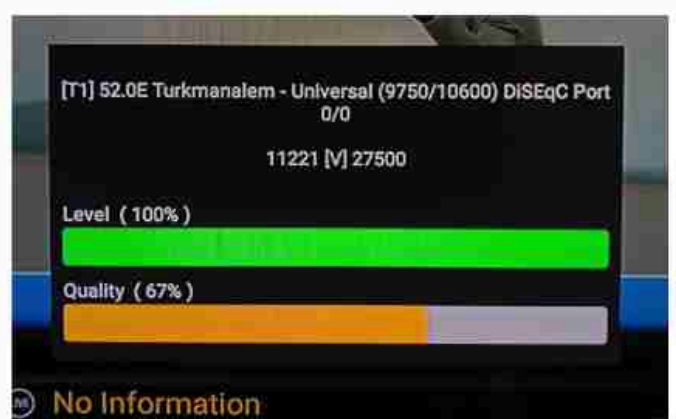 [T1] 52.0E Turkmanalem - Universal (9750/10600) DiSEqC Port
0/0
11221 [V] 27500
Level ( 100% )
Quality ( 67% )
No Information